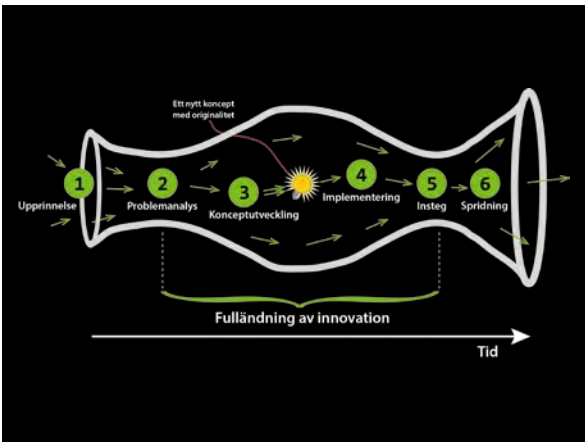 Ett nytt koncept
med originalitet
1
Upprinnelse
2
Problemanalys
3
Konceptutveckling
4
Implementering
5
Insteg
6
Spridning
Fulländning av innovation
Tid